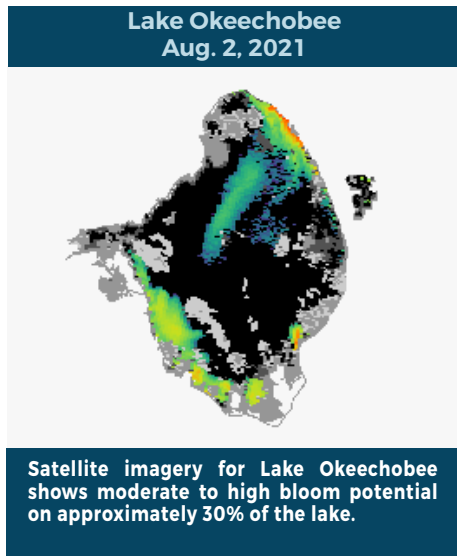 Lake Okeechobee
Aug. 2, 2021
Satellite imagery for Lake Okeechobee
shows moderate to high bloom potential
on approximately 30% of the lake.